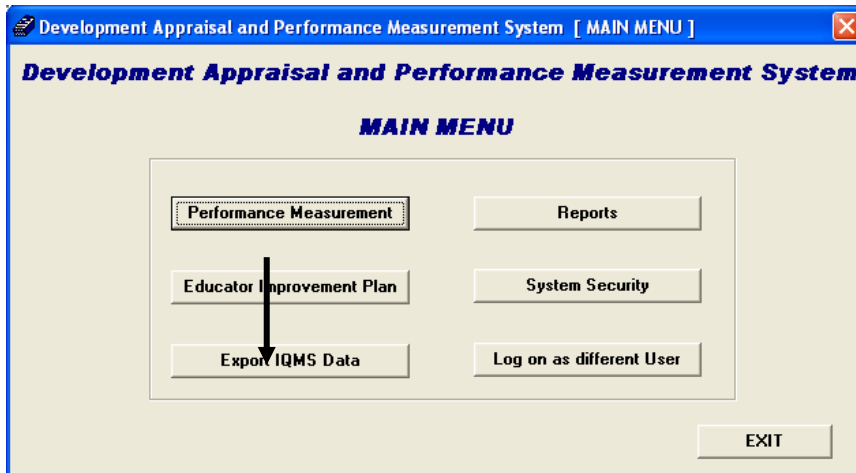 Development Appraisal and Performance Measurement System [ MAIN MENU ]
Development Appraisal and Performance Measurement System
MAIN MENU
Performance Measurement
Reports
Educator Improvement Plan
System Security
Export IQMS Data
Log on as different User
EXIT